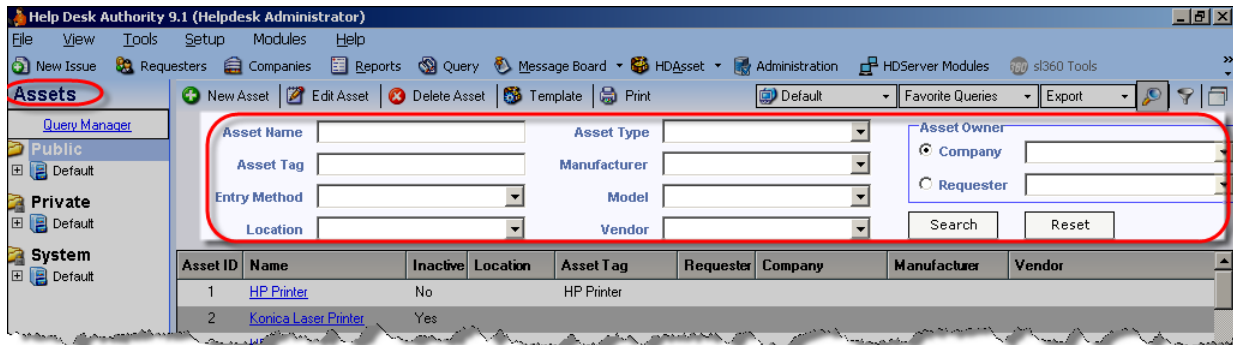 Help Desk Authority 9.1 (Helpdesk Administrator)
File View Tools Setup Modules Help
New Issue Requesters Companies Reports Query Message Board HDAsset Administration HDServer Modules sl360 Tools »
Assets New Asset Edit Asset Delete Asset Template Print Default Favorite Queries Export
Query Manager
Public
Default
Private
Default
System
Default
Asset Name Asset Type Asset Owner
Asset Tag Manufacturer Company
Entry Method Model Requester
Location Vendor Search Reset
Asset ID Name Inactive Location Asset Tag Requester Company Manufacturer Vendor
1 HP Printer No HP Printer
2 Konica Laser Printer Yes